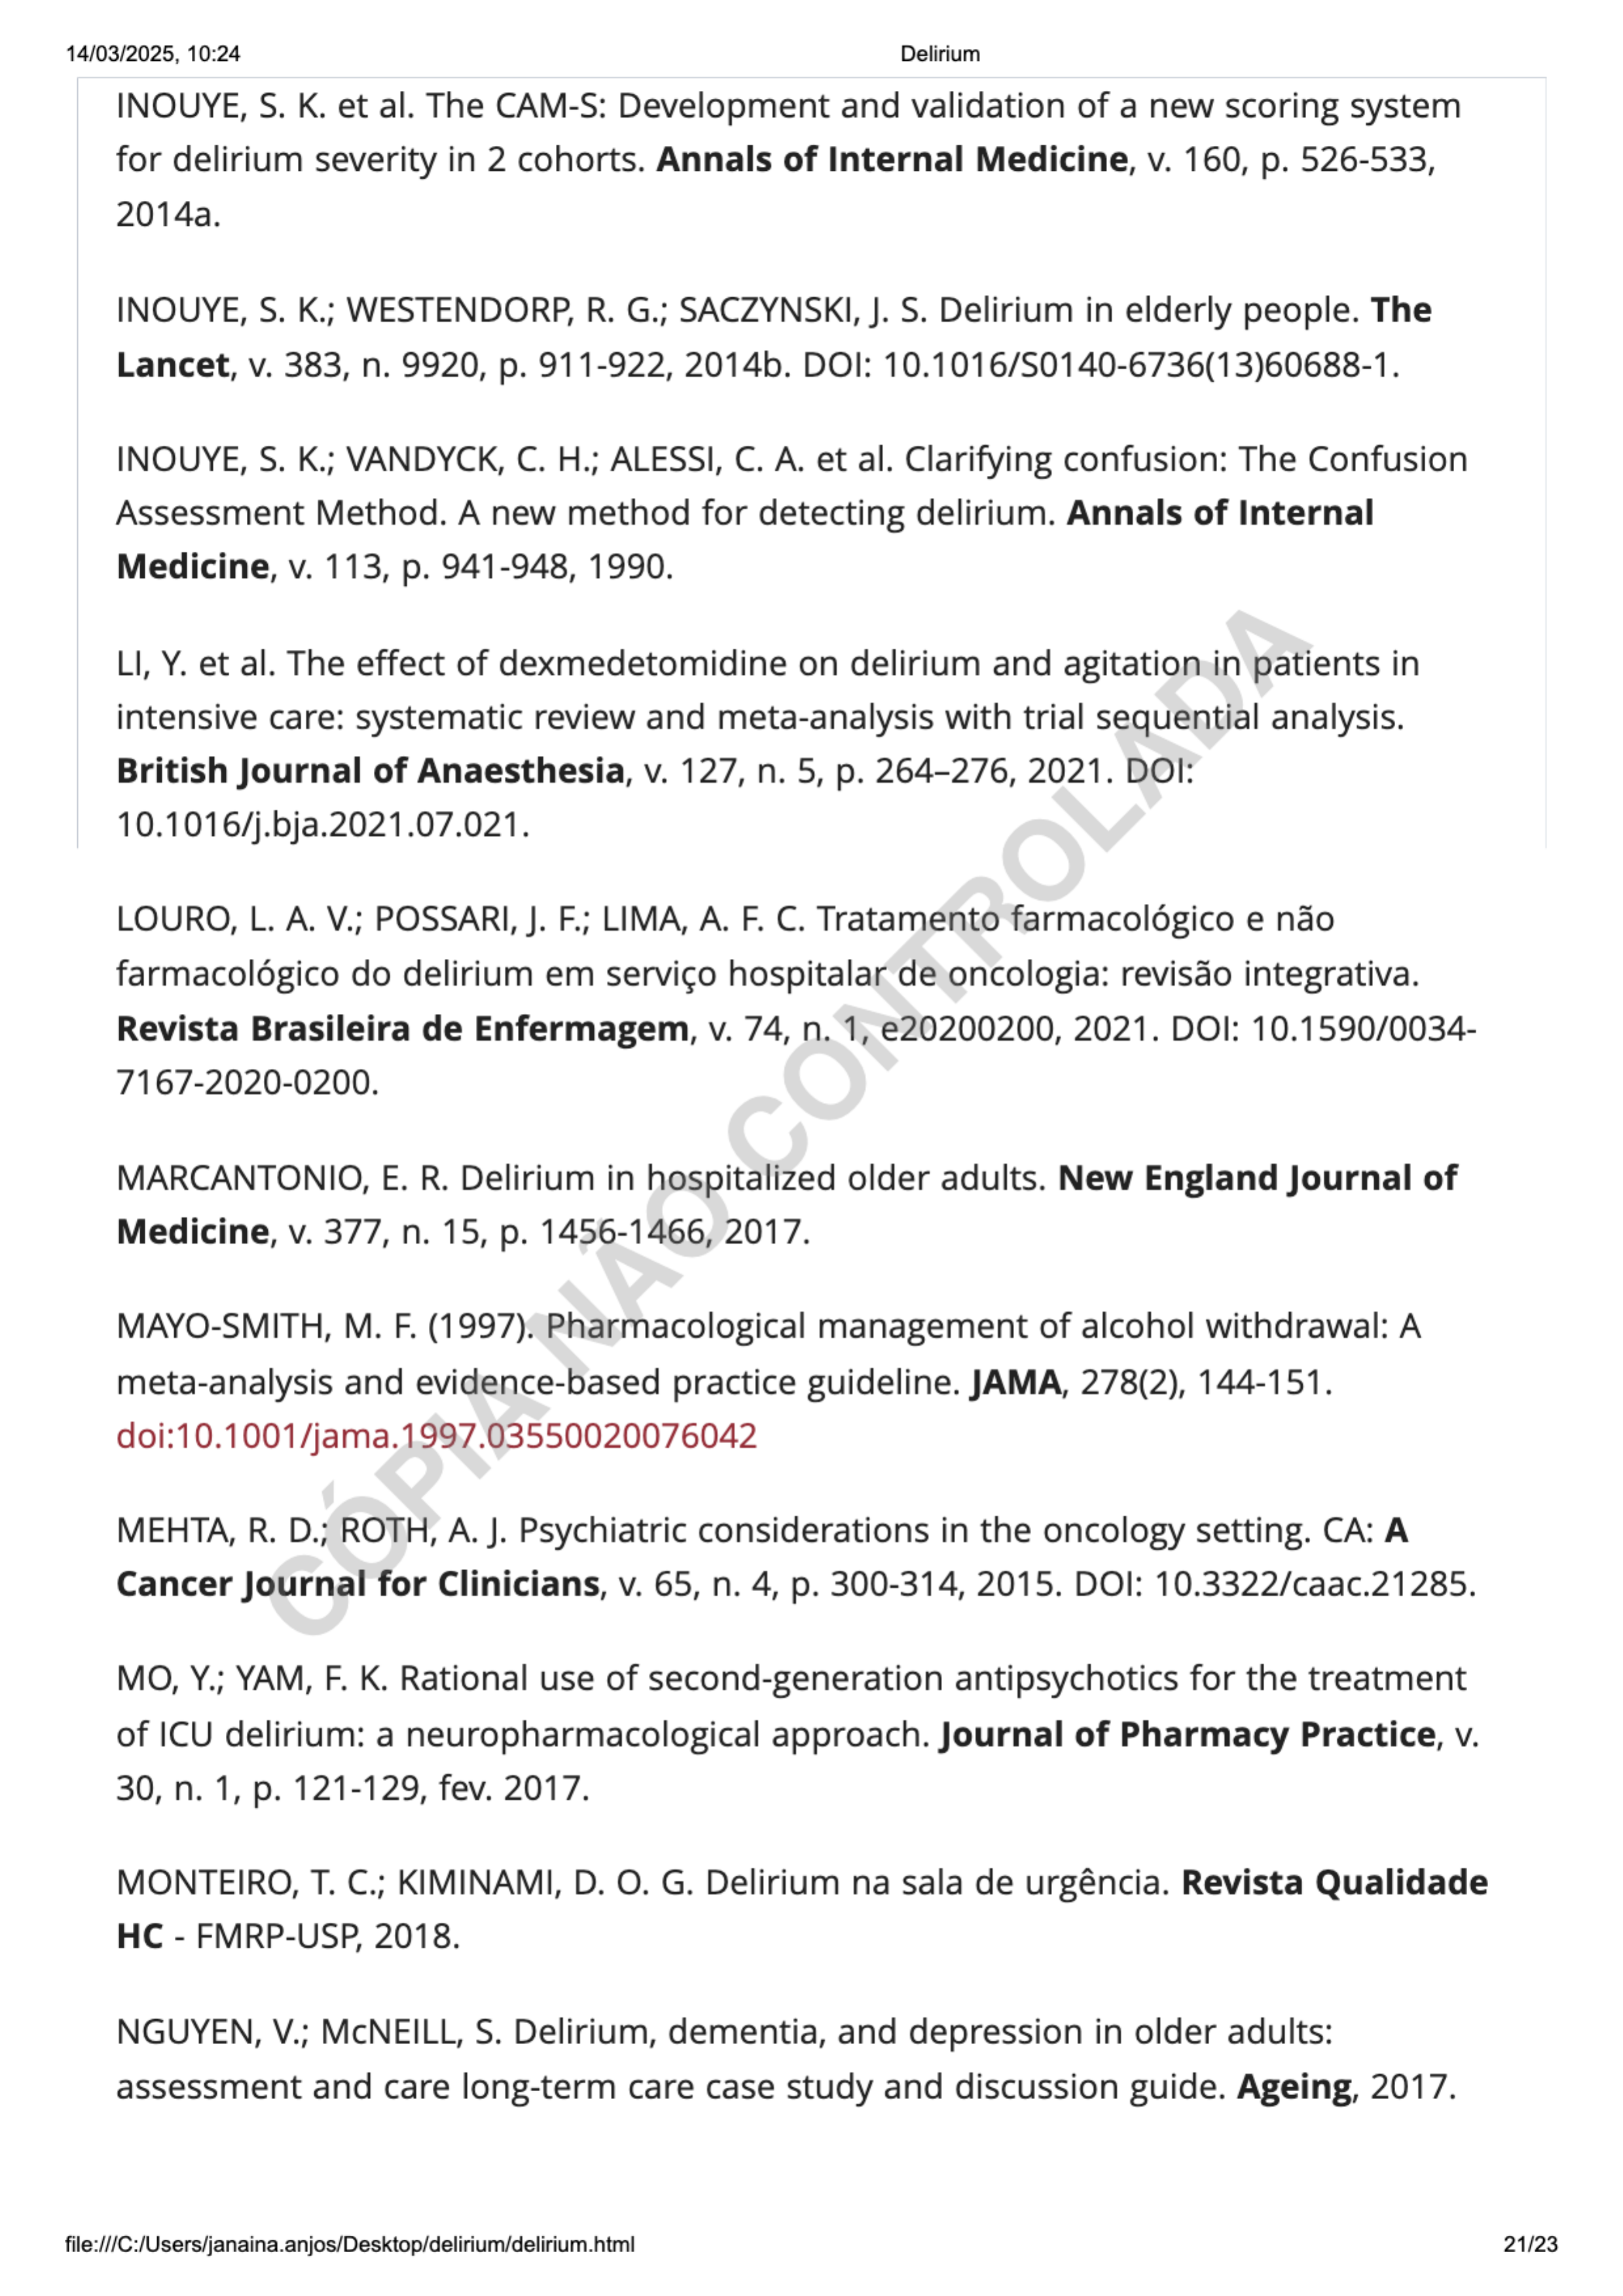 14/03/2025, 10:24 Delirium
INOUYE, S. K. et al. The CAM-S: Development and validation of a new scoring system
for delirium severity in 2 cohorts. Annals of Internal Medicine, v. 160, p. 526-533,
2014a.
INOUYE, S. K.; WESTENDORP, R. G.; SACZYNSKI, J. S. Delirium in elderly people. The
Lancet, v. 383, n. 9920, p. 911-922, 2014b. DOI: 10.1016/S0140-6736(13)60688-1.
INOUYE, S. K.; VANDYCK, C. H.; ALESSI, C. A. et al. Clarifying confusion: The Confusion
Assessment Method. A new method for detecting delirium. Annals of Internal
Medicine, v. 113, p. 941-948, 1990.
LI, Y. et al. The effect of dexmedetomidine on delirium and agitation in patients in
intensive care: systematic review and meta-analysis with trial sequential analysis.
British Journal of Anaesthesia, v. 127, n. 5, p. 264–276, 2021. DOI:
10.1016/j.bja.2021.07.021.
LOURO, L. A. V.; POSSARI, J. F.; LIMA, A. F. C. Tratamento farmacológico e não
farmacológico do delirium em serviço hospitalar de oncologia: revisão integrativa.
Revista Brasileira de Enfermagem, v. 74, n. 1, e20200200, 2021. DOI: 10.1590/0034-
7167-2020-0200.
MARCANTONIO, E. R. Delirium in hospitalized older adults. New England Journal of
Medicine, v. 377, n. 15, p. 1456-1466, 2017.
MAYO-SMITH, M. F. (1997). Pharmacological management of alcohol withdrawal: A
meta-analysis and evidence-based practice guideline. JAMA, 278(2), 144-151.
doi:10.1001/jama.1997.03550020076042
MEHTA, R. D.; ROTH, A. J. Psychiatric considerations in the oncology setting. CA: A
Cancer Journal for Clinicians, v. 65, n. 4, p. 300-314, 2015. DOI: 10.3322/caac.21285.
MO, Y.; YAM, F. K. Rational use of second-generation antipsychotics for the treatment
of ICU delirium: a neuropharmacological approach. Journal of Pharmacy Practice, v.
30, n. 1, p. 121-129, fev. 2017.
MONTEIRO, T. C.; KIMINAMI, D. O. G. Delirium na sala de urgência. Revista Qualidade
HC - FMRP-USP, 2018.
NGUYEN, V.; McNEILL, S. Delirium, dementia, and depression in older adults:
assessment and care long-term care case study and discussion guide. Ageing, 2017.
CÓPIA NÃO CONTROLADA
file:///C:/Users/janaina.anjos/Desktop/delirium/delirium.html 21/23